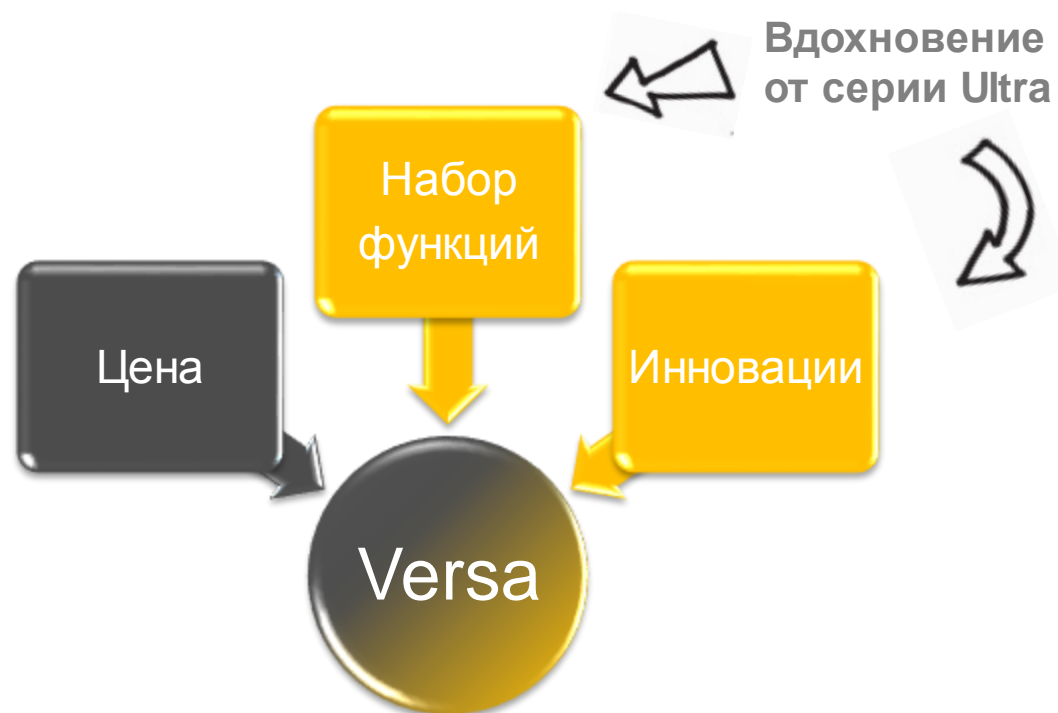 Вдохновение
от серии Ultra
Набор
функций
Цена
Инновации
Versa